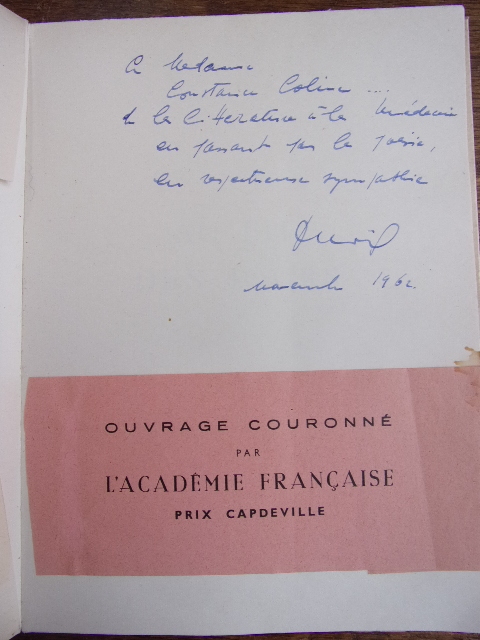 A Madame
Constance Coline ...
de la Littérature à la Médecine
en passant par la poésie,
en respectueuse sympathie
novembre 1962.
OUVRAGE COURONNÉ
PAR
L'ACADÉMIE FRANÇAISE
PRIX CAPDEVILLE